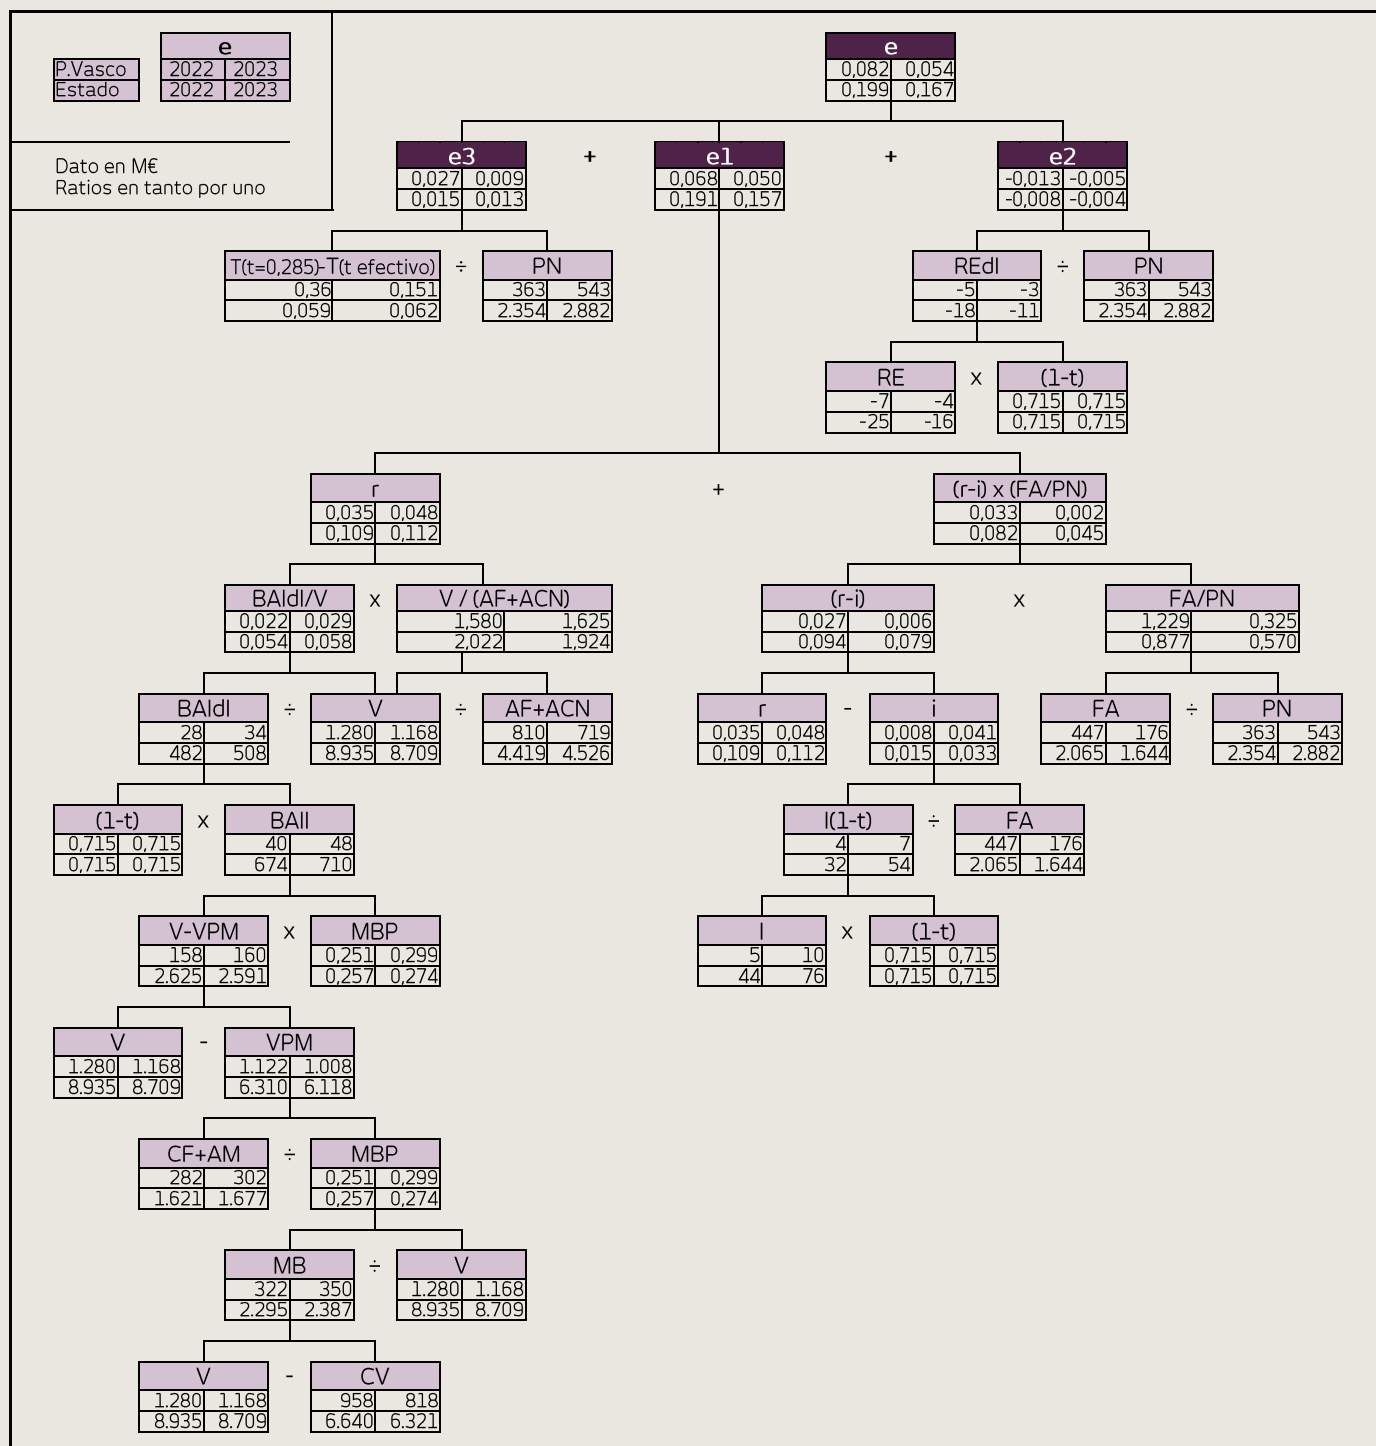 e
P.Vasco 2022 2023
Estado 2022 2023
Dato en M€
Ratios en tanto por uno
e
0,082 0,054
0,199 0,167
e3 + e1 + e2
0,027 0,009 0,068 0,050 -0,013 -0,005
0,015 0,013 0,191 0,157 -0,008 -0,004
T(t=0,285)-T(t efectivo) ÷ PN REdI ÷ PN
0,36 0,151 363 543 -5 -3 363 543
0,059 0,062 2.354 2.882 -18 -11 2.354 2.882
RE x (1-t)
-7 -4 0,715 0,715
-25 -16 0,715 0,715
r + (r-i) x (FA/PN)
0,035 0,048 0,033 0,002
0,109 0,112 0,082 0,045
BAIdI/V x V / (AF+ACN) (r-i) x FA/PN
0,022 0,029 1,580 1,625 0,027 0,006 1,229 0,325
0,054 0,058 2,022 1,924 0,094 0,079 0,877 0,570
BAIdI ÷ V ÷ AF+ACN r - i FA ÷ PN
28 34 1.280 1.168 810 719 0,035 0,048 0,008 0,041 447 176 363 543
482 508 8.935 8.709 4.419 4.526 0,109 0,112 0,015 0,033 2.065 1.644 2.354 2.882
(1-t) x BAII I(1-t) ÷ FA
0,715 0,715 40 48 4 7 447 176
0,715 0,715 674 710 32 54 2.065 1.644
V-VPM x MBP I x (1-t)
158 160 0,251 0,299 5 10 0,715 0,715
2.625 2.591 0,257 0,274 44 76 0,715 0,715
V - VPM
1.280 1.168 1.122 1.008
8.935 8.709 6.310 6.118
CF+AM ÷ MBP
282 302 0,251 0,299
1.621 1.677 0,257 0,274
MB ÷ V
322 350 1.280 1.168
2.295 2.387 8.935 8.709
V - CV
1.280 1.168 958 818
8.935 8.709 6.640 6.321